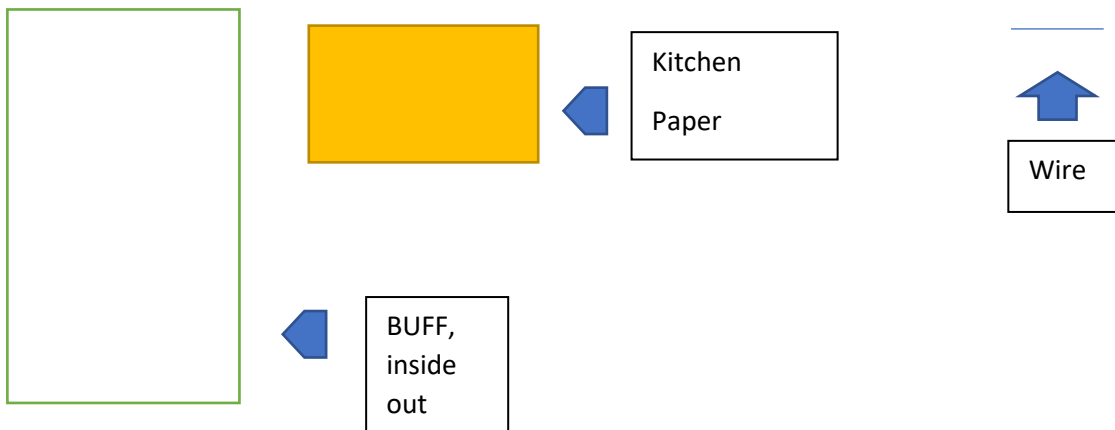 Kitchen
Paper
Wire
BUFF,
inside
out